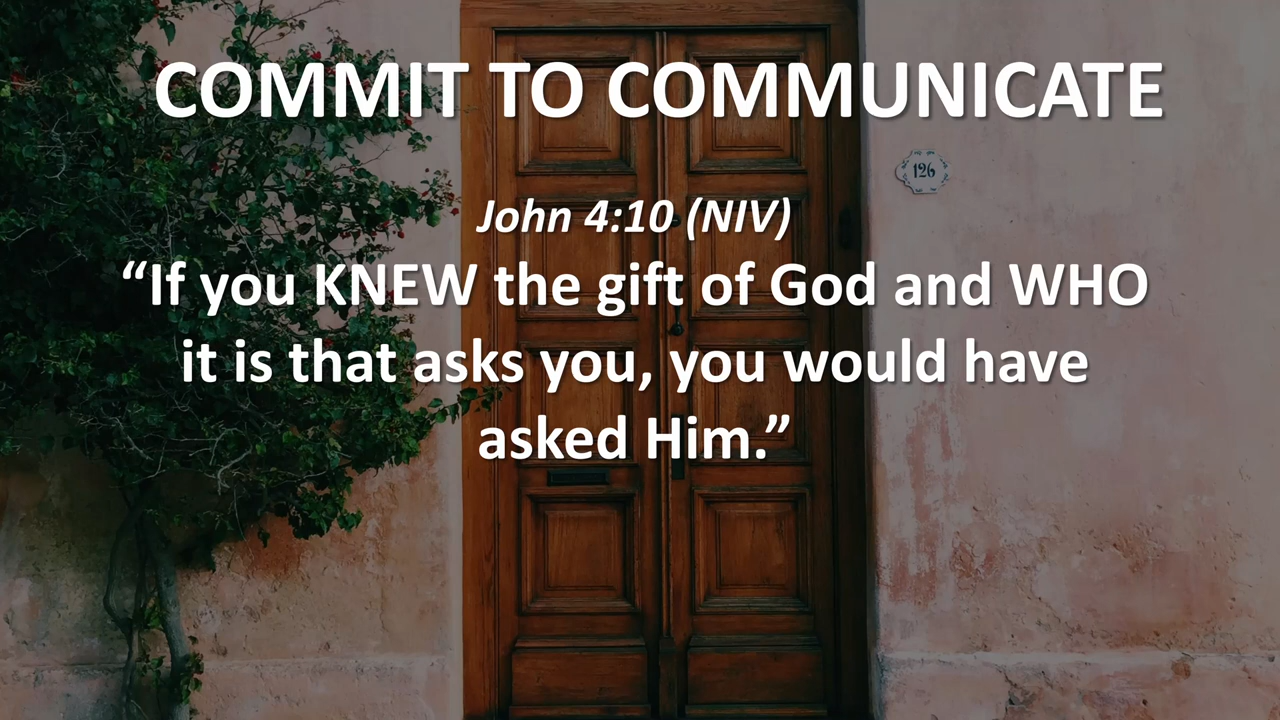 COMMIT TO COMMUNICATE
126
John 4:10 (NIV)
“If you KNEW the gift of God and WHO
it is that asks you, you would have
asked Him.”